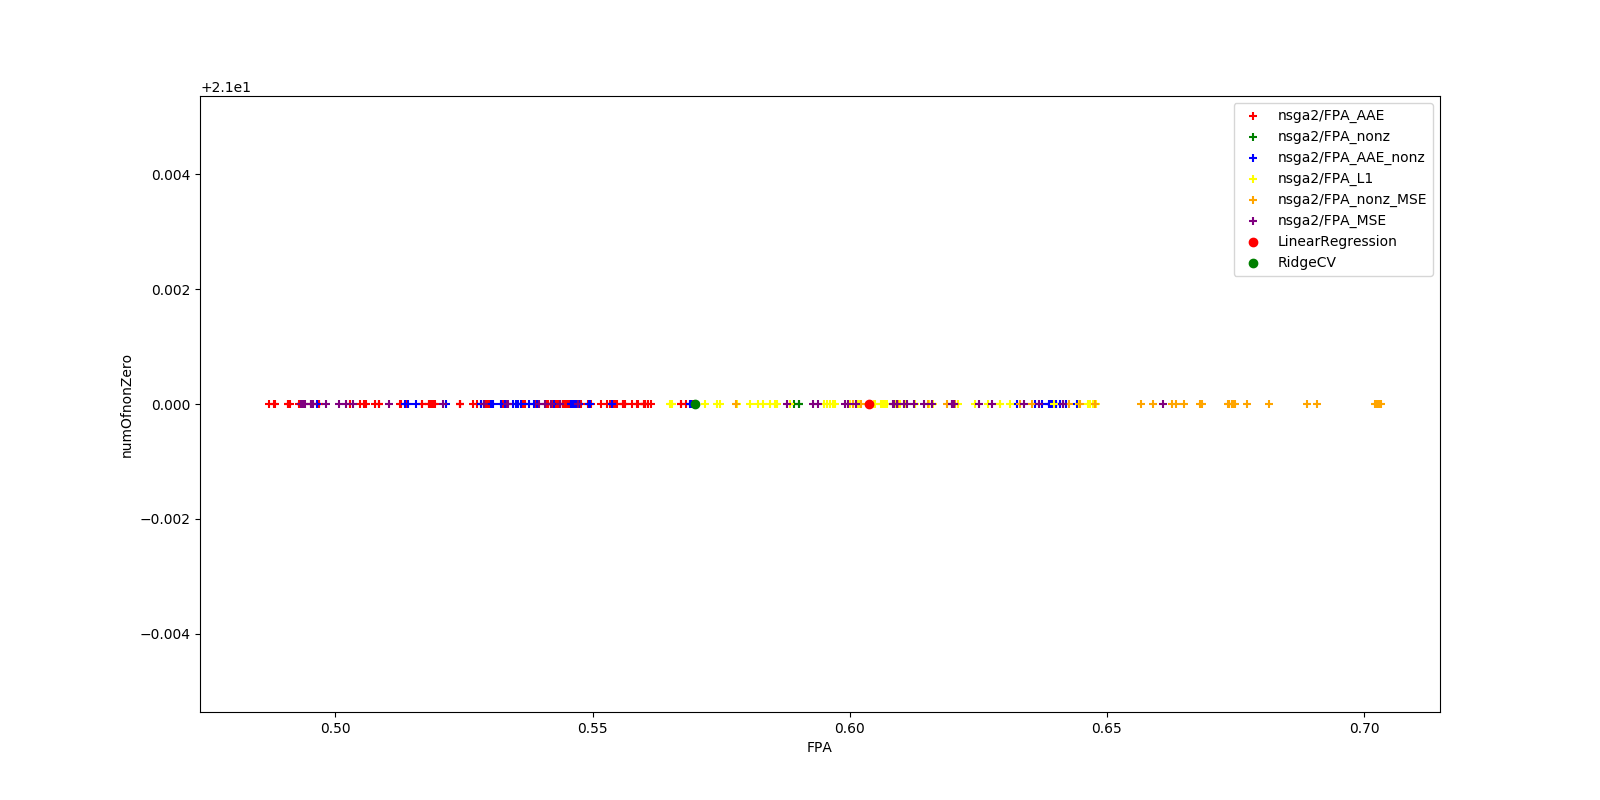 +2.1e1
nsga2/FPA_AAE
nsga2/FPA_nonz
nsga2/FPA_AAE_nonz
nsga2/FPA_L1
nsga2/FPA_nonz_MSE
nsga2/FPA_MSE
LinearRegression
RidgeCV
0.004
0.002
0.000
−0.002
−0.004
numOfnonZero
0.50
0.55
0.60
0.65
0.70
FPA